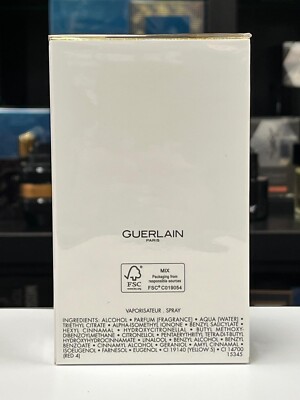 GUERLAIN
PARIS
FSC
MIX
Packaging from
responsible sources
FSC® C018084
VAPORISATEUR . SPRAY
INGREDIENTS: ALCOHOL • PARFUM (FRAGRANCE) • AQUA (WATER) •
TRIETHYL CITRATE • ALPHA-ISOMETHYL IONONE • BENZYL SALICYLATE •
HEXYL CINNAMAL • HYDROXYCITRONELLAL • BUTYL METHOXY-
DIBENZOYLMETHANE • CITRONELLOL • PENTAERYTHRITYL TETRA-DI-T-BUTYL
HYDROXYHYDROCINNAMATE • LINALOOL • BENZYL ALCOHOL • BENZYL
BENZOATE • CINNAMYL ALCOHOL • GERANIOL • AMYL CINNAMAL •
ISOEUGENOL • FARNESOL • EUGENOL • CI 19140 (YELLOW 5) • CI 14700
(RED 4)
15345